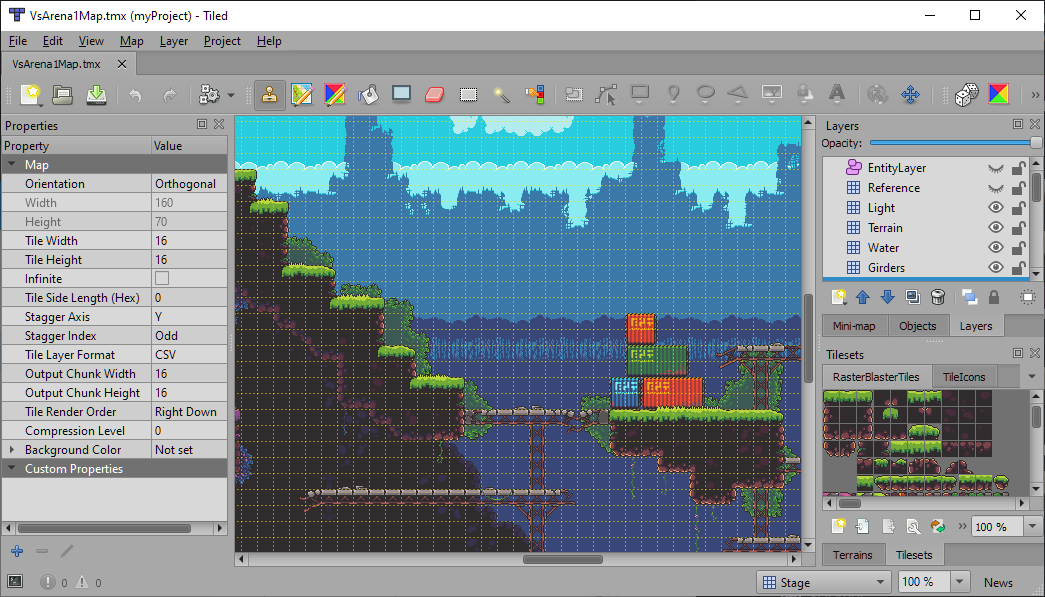 VsArena1Map.tmx (myProject) - Tiled
File Edit View Map Layer Project Help
VsArena1Map.tmx
Properties
Property Value
Map
Orientation Orthogonal
Width 160
Height 70
Tile Width 16
Tile Height 16
Infinite
Tile Side Length (Hex) 0
Stagger Axis Y
Stagger Index Odd
Tile Layer Format CSV
Output Chunk Width 16
Output Chunk Height 16
Tile Render Order Right Down
Compression Level 0
Background Color Not set
Custom Properties
0 0
Layers
Opacity:
EntityLayer
Reference
Light
Terrain
Water
Girders
Mini-map Objects Layers
Tilesets
RasterBlasterTiles TileIcons
100 %
Terrains Tilesets
Stage 100 % News